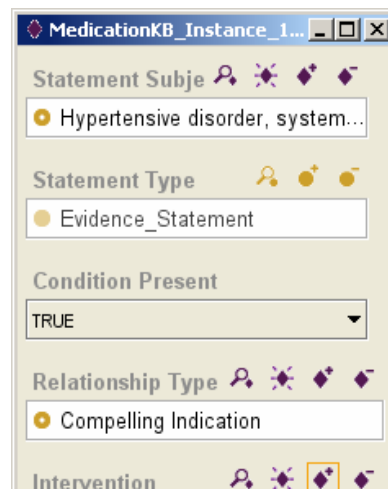 MedicationKB_Instance_1...
Statement Subje
Hypertensive disorder, system...
Statement Type
Evidence_Statement
Condition Present
TRUE
Relationship Type
Compelling Indication
Intervention